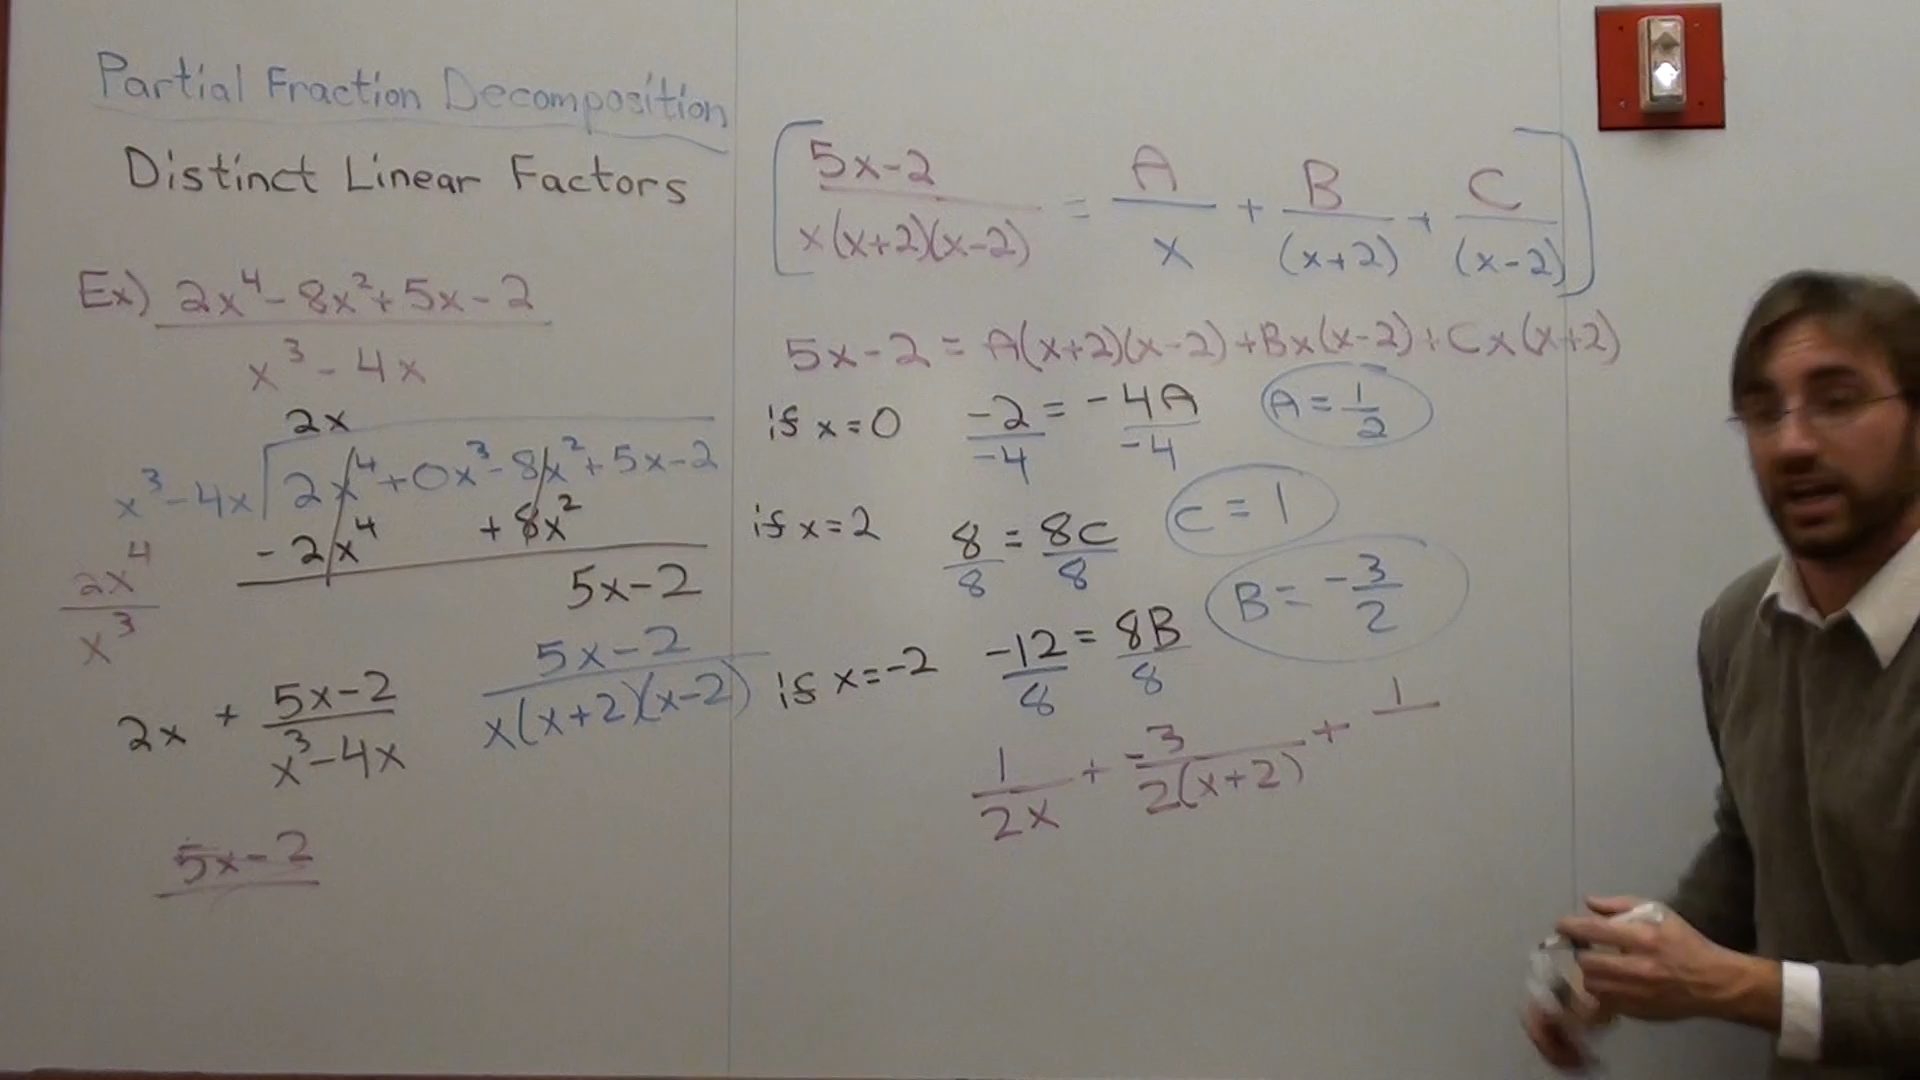 Partial Fraction Decomposition
Distinct Linear Factors
Ex) 2x⁴ - 8x² + 5x - 2
x³ - 4x
2x
x³ - 4x 2x⁴ + 0x³ - 8x² + 5x - 2
- 2x⁴ + 8x²
5x - 2
2x⁴
x³
2x + 5x - 2
x³ - 4x
5x - 2
x(x+2)(x-2)
5x - 2
5x - 2 = A + B + C
x(x+2)(x-2) x (x+2) (x-2)
5x - 2 = A(x+2)(x-2) + Bx(x-2) + Cx(x+2)
if x = 0 -2 = -4A A = 1
-4 -4 2
if x = 2 8 = 8C C = 1
8 8
if x = -2 -12 = 8B B = - 3
8 8 2
1 + -3 + 1
2x 2(x+2)